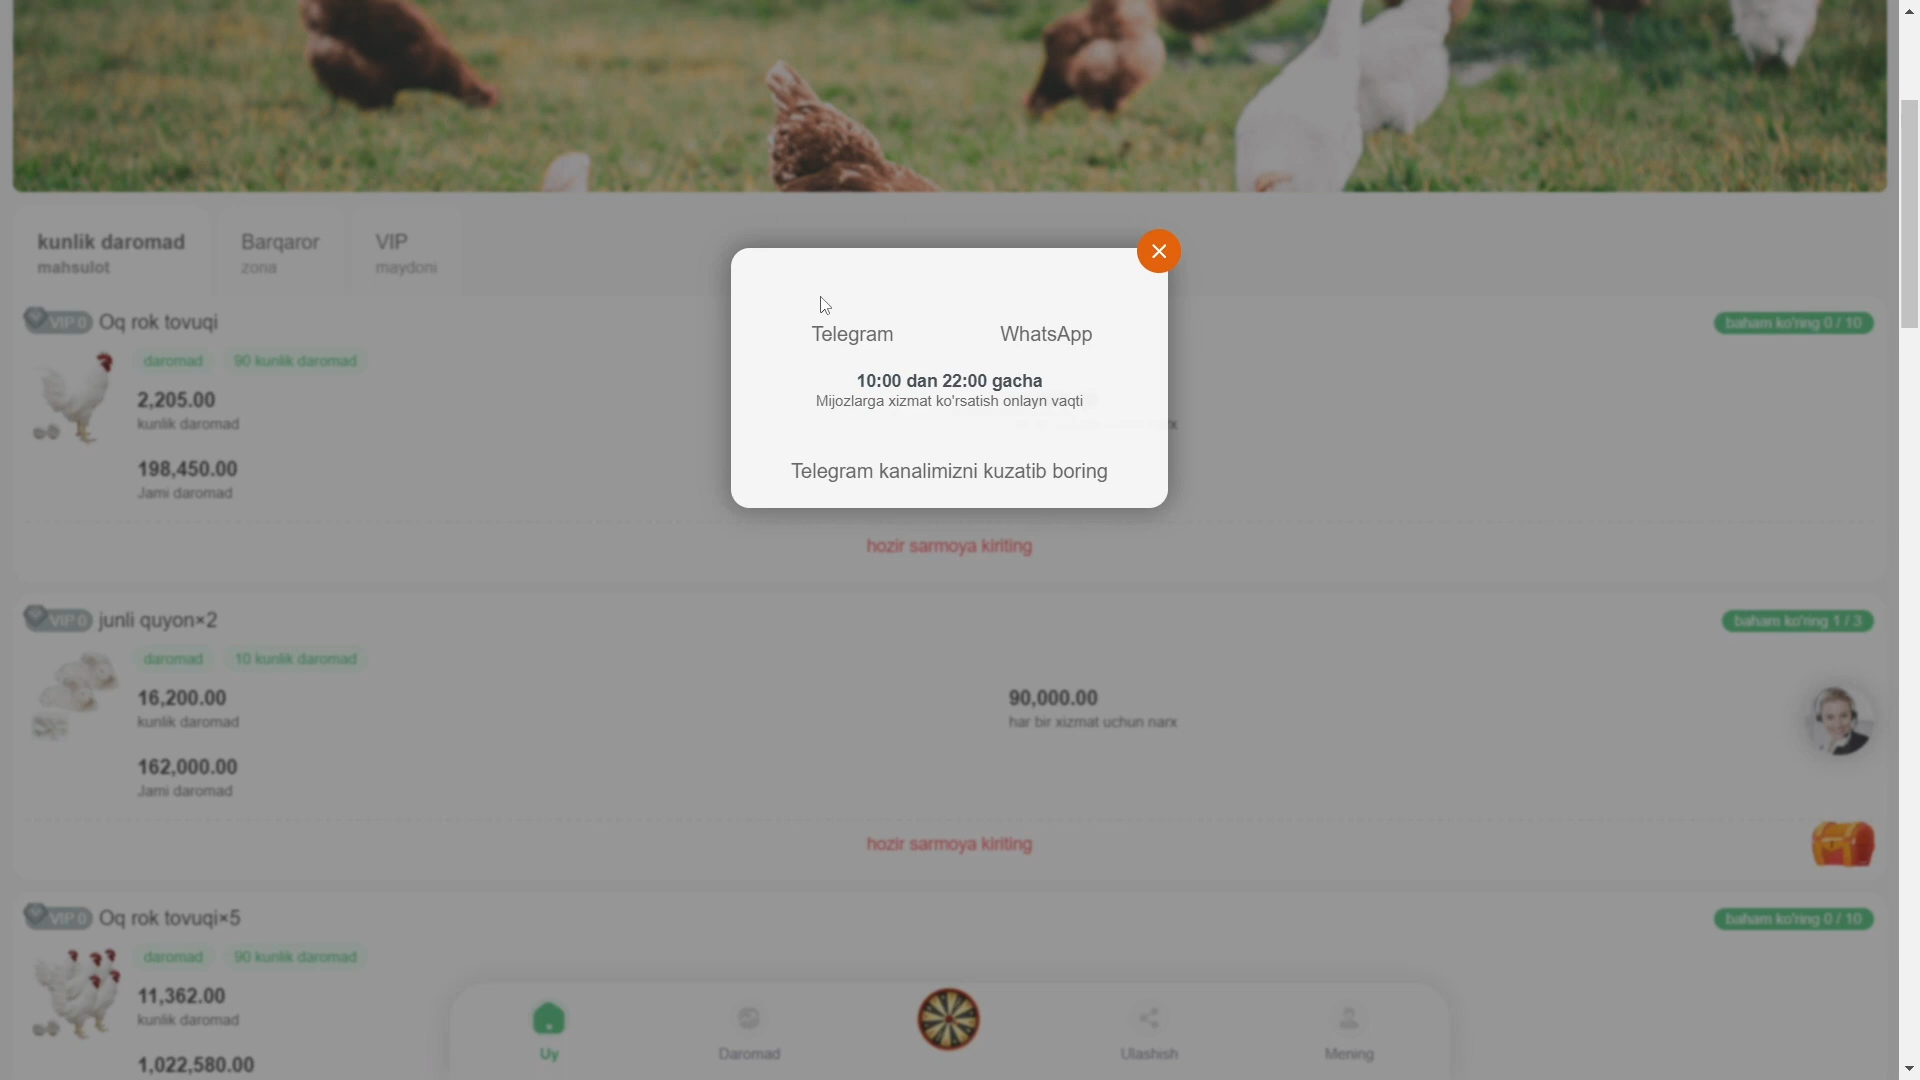 kunlik daromad
mahsulot
Barqaror
zona
VIP
maydoni
VIP 0 Oq rok tovuqi
baham ko'ring 0 / 10
daromad 90 kunlik daromad
2,205.00
kunlik daromad
198,450.00
Jami daromad
hozir sarmoya kiriting
Telegram WhatsApp
10:00 dan 22:00 gacha
Mijozlarga xizmat ko'rsatish onlayn vaqti
Telegram kanalimizni kuzatib boring
VIP 0 junli quyon×2
baham ko'ring 1 / 3
daromad 10 kunlik daromad
16,200.00
kunlik daromad
90,000.00
har bir xizmat uchun narx
162,000.00
Jami daromad
hozir sarmoya kiriting
VIP 0 Oq rok tovuqi×5
baham ko'ring 0 / 10
daromad 90 kunlik daromad
11,362.00
kunlik daromad
1,022,580.00
Uy
Daromad
Ulashish
Mening